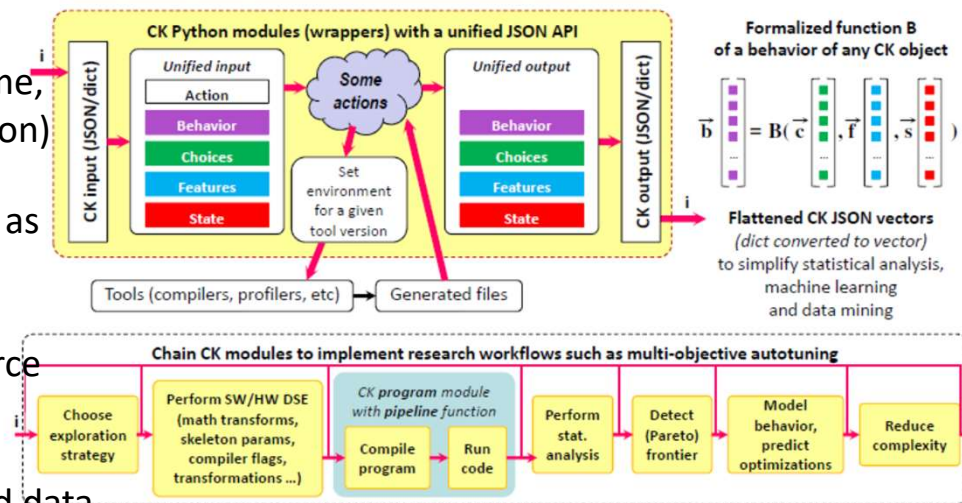 me,
on)
as
rce
d data
CK Python modules (wrappers) with a unified JSON API
i
CK input (JSON/dict)
Unified input
Action
Behavior
Choices
Features
State
Some
actions
Set
environment
for a given
tool version
Unified output
Behavior
Choices
Features
State
CK output (JSON/dict)
i
Tools (compilers, profilers, etc)
Generated files
Formalized function B
of a behavior of any CK object
b = B( c , f , s )
... ... ... ...
Flattened CK JSON vectors
(dict converted to vector)
to simplify statistical analysis,
machine learning
and data mining
Chain CK modules to implement research workflows such as multi-objective autotuning
i
Choose
exploration
strategy
Perform SW/HW DSE
(math transforms,
skeleton params,
compiler flags,
transformations ...)
CK program module
with pipeline function
Compile
program
Run
code
Perform
stat.
analysis
Detect
(Pareto)
frontier
Model
behavior,
predict
optimizations
Reduce
complexity